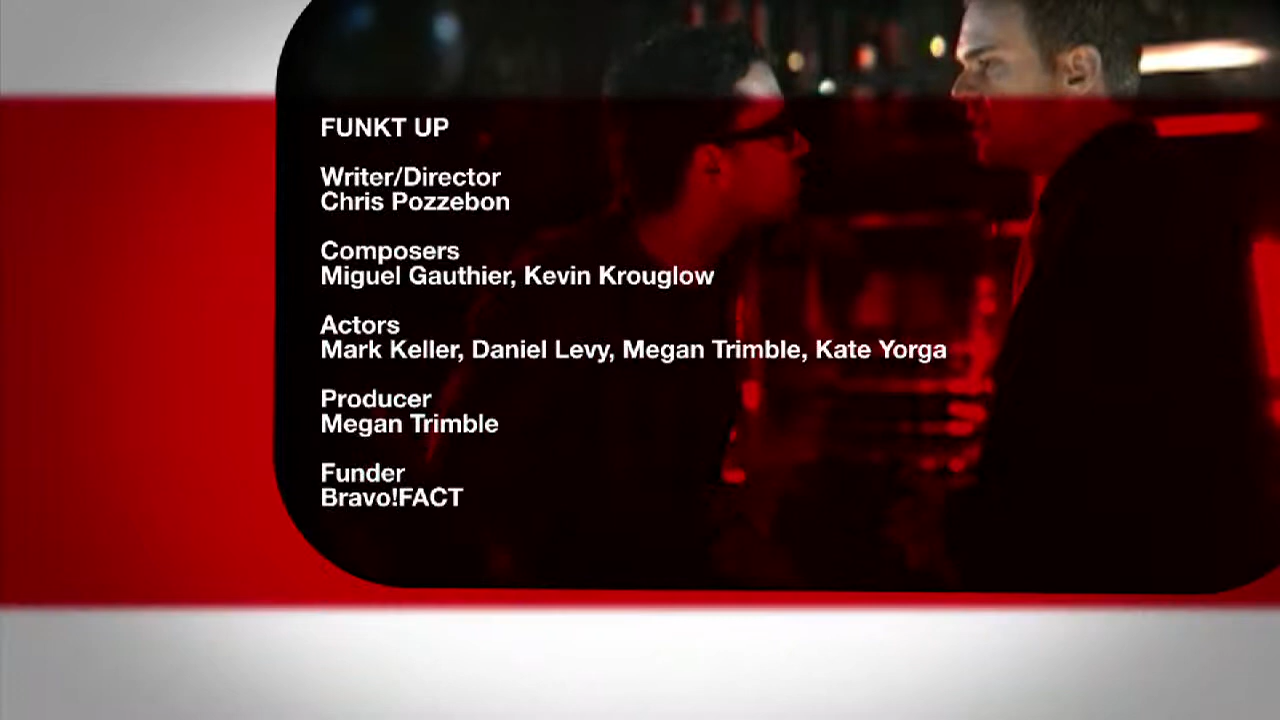 FUNKT UP
Writer/Director
Chris Pozzebon
Composers
Miguel Gauthier, Kevin Krouglow
Actors
Mark Keller, Daniel Levy, Megan Trimble, Kate Yorga
Producer
Megan Trimble
Funder
Bravo!FACT